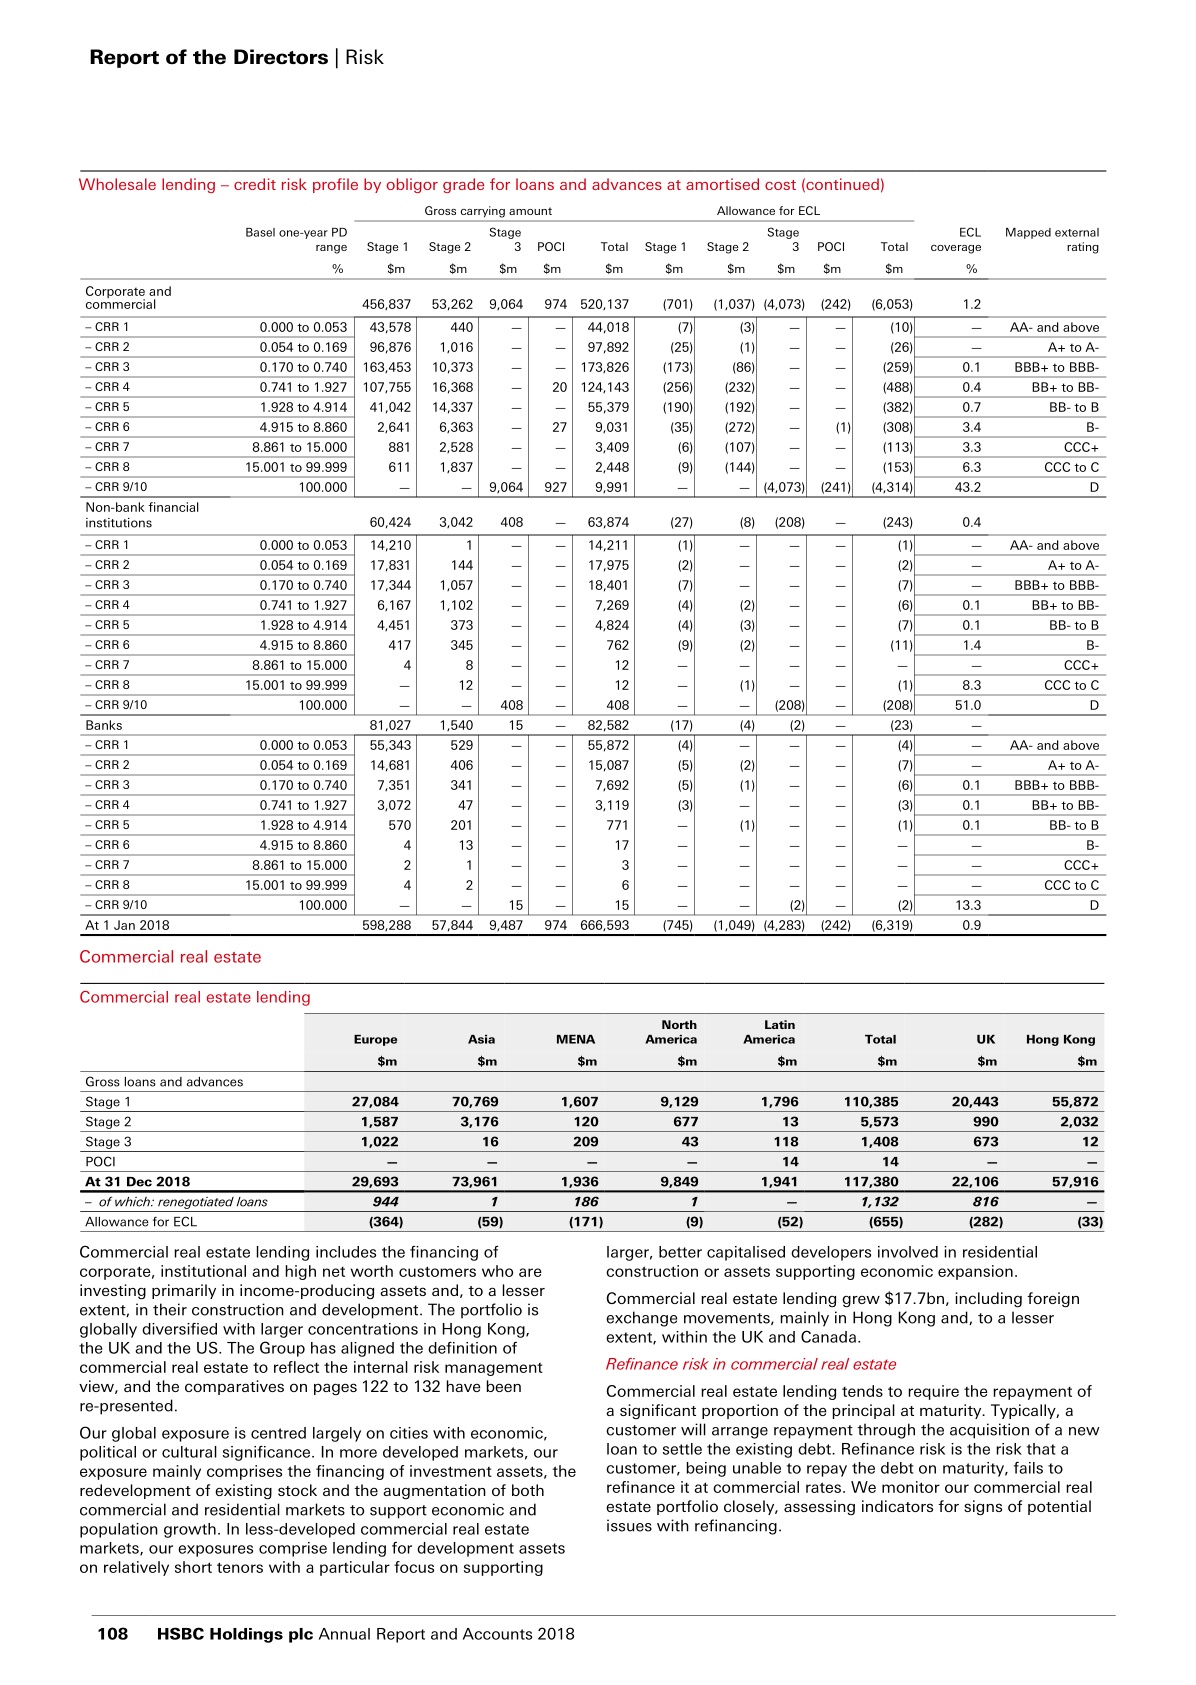 Report of the Directors | Risk
Wholesale lending – credit risk profile by obligor grade for loans and advances at amortised cost (continued)
Gross carrying amount Allowance for ECL
Basel one-year PD range Stage 1 Stage 2 Stage 3 POCI Total Stage 1 Stage 2 Stage 3 POCI Total ECL coverage Mapped external rating
% $m $m $m $m $m $m $m $m $m $m %
Corporate and
commercial 456,837 53,262 9,064 974 520,137 (701) (1,037) (4,073) (242) (6,053) 1.2
– CRR 1 0.000 to 0.053 43,578 440 — — 44,018 (7) (3) — — (10) — AA- and above
– CRR 2 0.054 to 0.169 96,876 1,016 — — 97,892 (25) (1) — — (26) — A+ to A-
– CRR 3 0.170 to 0.740 163,453 10,373 — — 173,826 (173) (86) — — (259) 0.1 BBB+ to BBB-
– CRR 4 0.741 to 1.927 107,755 16,368 — 20 124,143 (256) (232) — — (488) 0.4 BB+ to BB-
– CRR 5 1.928 to 4.914 41,042 14,337 — — 55,379 (190) (192) — — (382) 0.7 BB- to B
– CRR 6 4.915 to 8.860 2,641 6,363 — 27 9,031 (35) (272) — (1) (308) 3.4 B-
– CRR 7 8.861 to 15.000 881 2,528 — — 3,409 (6) (107) — — (113) 3.3 CCC+
– CRR 8 15.001 to 99.999 611 1,837 — — 2,448 (9) (144) — — (153) 6.3 CCC to C
– CRR 9/10 100.000 — — 9,064 927 9,991 — — (4,073) (241) (4,314) 43.2 D
Non-bank financial
institutions 60,424 3,042 408 — 63,874 (27) (8) (208) — (243) 0.4
– CRR 1 0.000 to 0.053 14,210 1 — — 14,211 (1) — — — (1) — AA- and above
– CRR 2 0.054 to 0.169 17,831 144 — — 17,975 (2) — — — (2) — A+ to A-
– CRR 3 0.170 to 0.740 17,344 1,057 — — 18,401 (7) — — — (7) — BBB+ to BBB-
– CRR 4 0.741 to 1.927 6,167 1,102 — — 7,269 (4) (2) — — (6) 0.1 BB+ to BB-
– CRR 5 1.928 to 4.914 4,451 373 — — 4,824 (4) (3) — — (7) 0.1 BB- to B
– CRR 6 4.915 to 8.860 417 345 — — 762 (9) (2) — — (11) 1.4 B-
– CRR 7 8.861 to 15.000 4 8 — — 12 — — — — — — CCC+
– CRR 8 15.001 to 99.999 — 12 — — 12 — (1) — — (1) 8.3 CCC to C
– CRR 9/10 100.000 — — 408 — 408 — — (208) — (208) 51.0 D
Banks 81,027 1,540 15 — 82,582 (17) (4) (2) — (23) —
– CRR 1 0.000 to 0.053 55,343 529 — — 55,872 (4) — — — (4) — AA- and above
– CRR 2 0.054 to 0.169 14,681 406 — — 15,087 (5) (2) — — (7) — A+ to A-
– CRR 3 0.170 to 0.740 7,351 341 — — 7,692 (5) (1) — — (6) 0.1 BBB+ to BBB-
– CRR 4 0.741 to 1.927 3,072 47 — — 3,119 (3) — — — (3) 0.1 BB+ to BB-
– CRR 5 1.928 to 4.914 570 201 — — 771 — (1) — — (1) 0.1 BB- to B
– CRR 6 4.915 to 8.860 4 13 — — 17 — — — — — — B-
– CRR 7 8.861 to 15.000 2 1 — — 3 — — — — — — CCC+
– CRR 8 15.001 to 99.999 4 2 — — 6 — — — — — — CCC to C
– CRR 9/10 100.000 — — 15 — 15 — — (2) — (2) 13.3 D
At 1 Jan 2018 598,288 57,844 9,487 974 666,593 (745) (1,049) (4,283) (242) (6,319) 0.9
Commercial real estate
Commercial real estate lending
Europe Asia MENA North America Latin America Total UK Hong Kong
$m $m $m $m $m $m $m $m
Gross loans and advances
Stage 1 27,084 70,769 1,607 9,129 1,796 110,385 20,443 55,872
Stage 2 1,587 3,176 120 677 13 5,573 990 2,032
Stage 3 1,022 16 209 43 118 1,408 673 12
POCI — — — — 14 14 — —
At 31 Dec 2018 29,693 73,961 1,936 9,849 1,941 117,380 22,106 57,916
– of which: renegotiated loans 944 1 186 1 — 1,132 816 —
Allowance for ECL (364) (59) (171) (9) (52) (655) (282) (33)
Commercial real estate lending includes the financing of
corporate, institutional and high net worth customers who are
investing primarily in income-producing assets and, to a lesser
extent, in their construction and development. The portfolio is
globally diversified with larger concentrations in Hong Kong,
the UK and the US. The Group has aligned the definition of
commercial real estate to reflect the internal risk management
view, and the comparatives on pages 122 to 132 have been
re-presented.
Our global exposure is centred largely on cities with economic,
political or cultural significance. In more developed markets, our
exposure mainly comprises the financing of investment assets, the
redevelopment of existing stock and the augmentation of both
commercial and residential markets to support economic and
population growth. In less-developed commercial real estate
markets, our exposures comprise lending for development assets
on relatively short tenors with a particular focus on supporting
larger, better capitalised developers involved in residential
construction or assets supporting economic expansion.
Commercial real estate lending grew $17.7bn, including foreign
exchange movements, mainly in Hong Kong and, to a lesser
extent, within the UK and Canada.
Refinance risk in commercial real estate
Commercial real estate lending tends to require the repayment of
a significant proportion of the principal at maturity. Typically, a
customer will arrange repayment through the acquisition of a new
loan to settle the existing debt. Refinance risk is the risk that a
customer, being unable to repay the debt on maturity, fails to
refinance it at commercial rates. We monitor our commercial real
estate portfolio closely, assessing indicators for signs of potential
issues with refinancing.
108 HSBC Holdings plc Annual Report and Accounts 2018